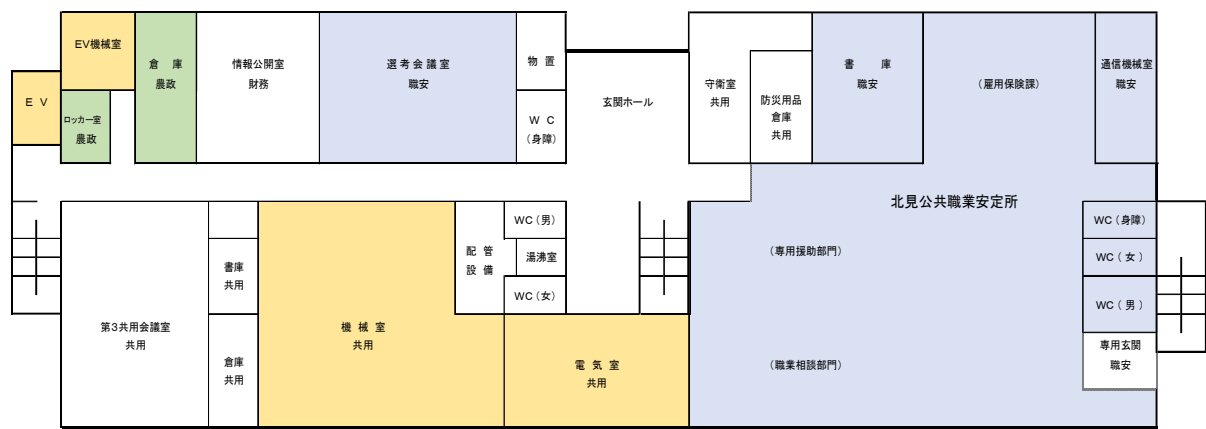 EV機械室
EV
ロッカー室
農政
倉庫
農政
情報公開室
財務
選考会議室
職安
物置
WC
(身障)
玄関ホール
守衛室
共用
防災用品
倉庫
共用
書庫
職安
(雇用保険課)
通信機械室
職安
北見公共職業安定所
第3共用会議室
共用
書庫
共用
倉庫
共用
機械室
共用
配管
設備
WC(男)
湯沸室
WC(女)
電気室
共用
(専用援助部門)
(職業相談部門)
WC(身障)
WC(女)
WC(男)
専用玄関
職安